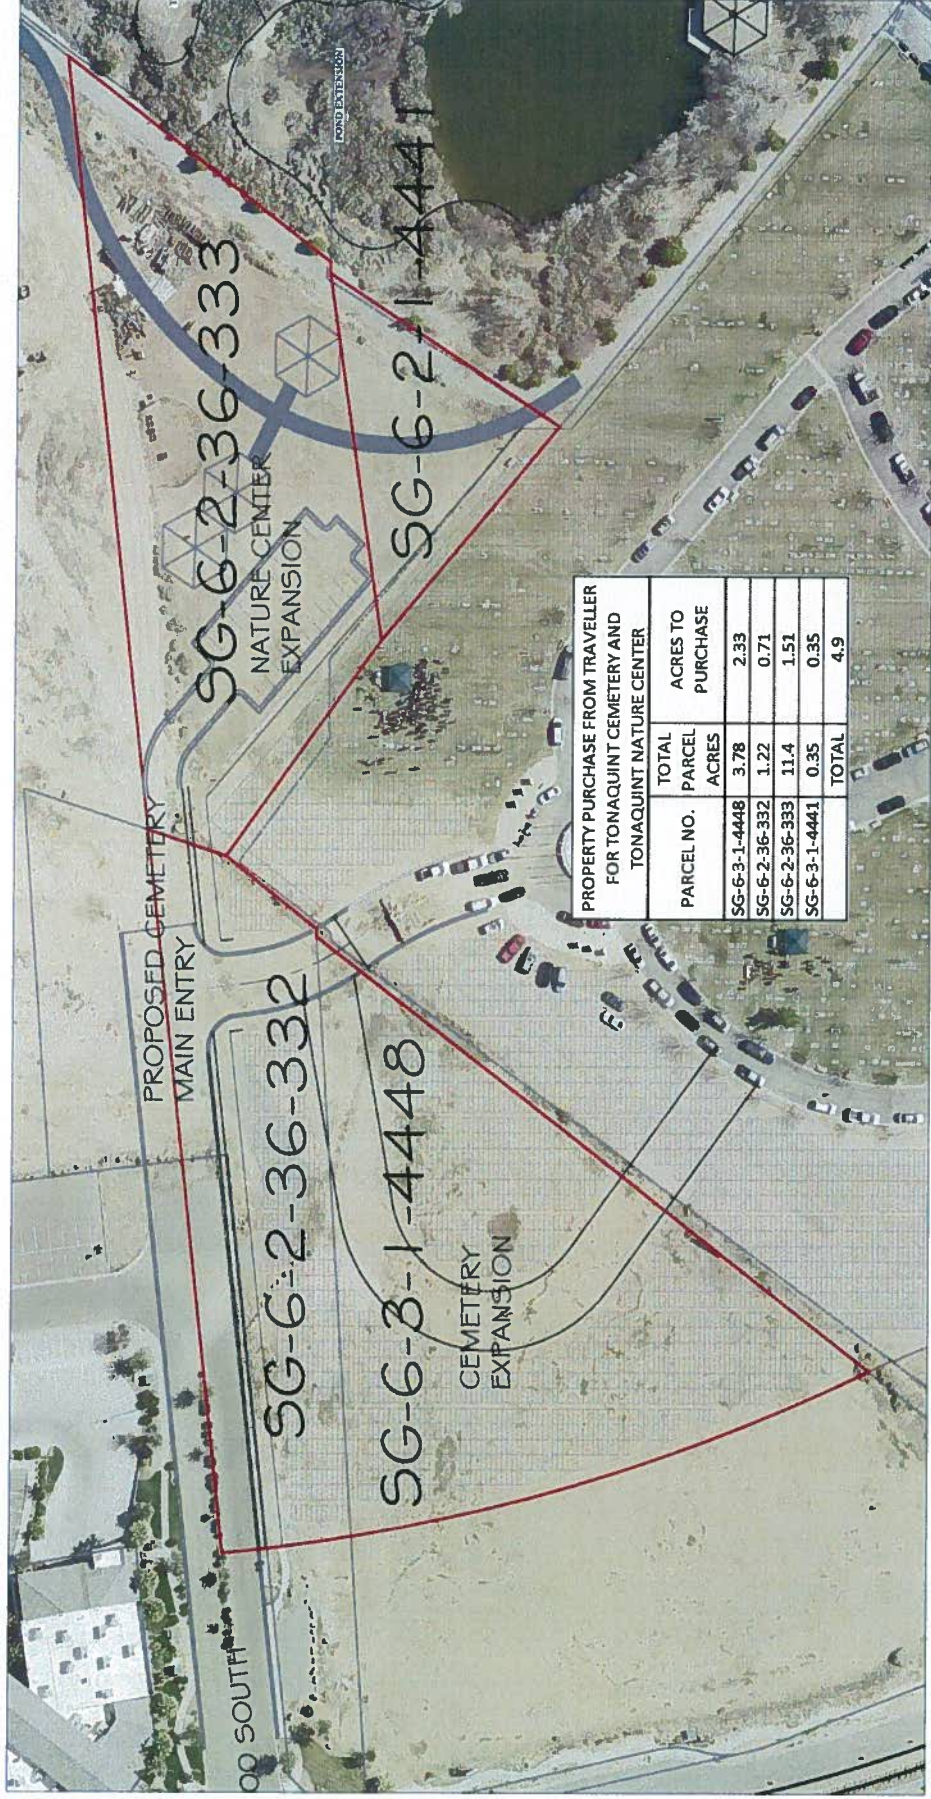 POND EXTENSION
SG-6-2-36-333
NATURE CENTER
EXPANSION
SG-6-2-1-4441
PROPOSED CEMETERY
MAIN ENTRY
SG-6-2-36-332
SG-6-3-1-4448
CEMETERY
EXPANSION
00 SOUTH
PROPERTY PURCHASE FROM TRAVELLER
FOR TONAQUINT CEMETERY AND
TONAQUINT NATURE CENTER
PARCEL NO. TOTAL PARCEL ACRES ACRES TO PURCHASE
SG-6-3-1-4448 3.78 2.33
SG-6-2-36-332 1.22 0.71
SG-6-2-36-333 11.4 1.51
SG-6-3-1-4441 0.35 0.35
TOTAL 4.9